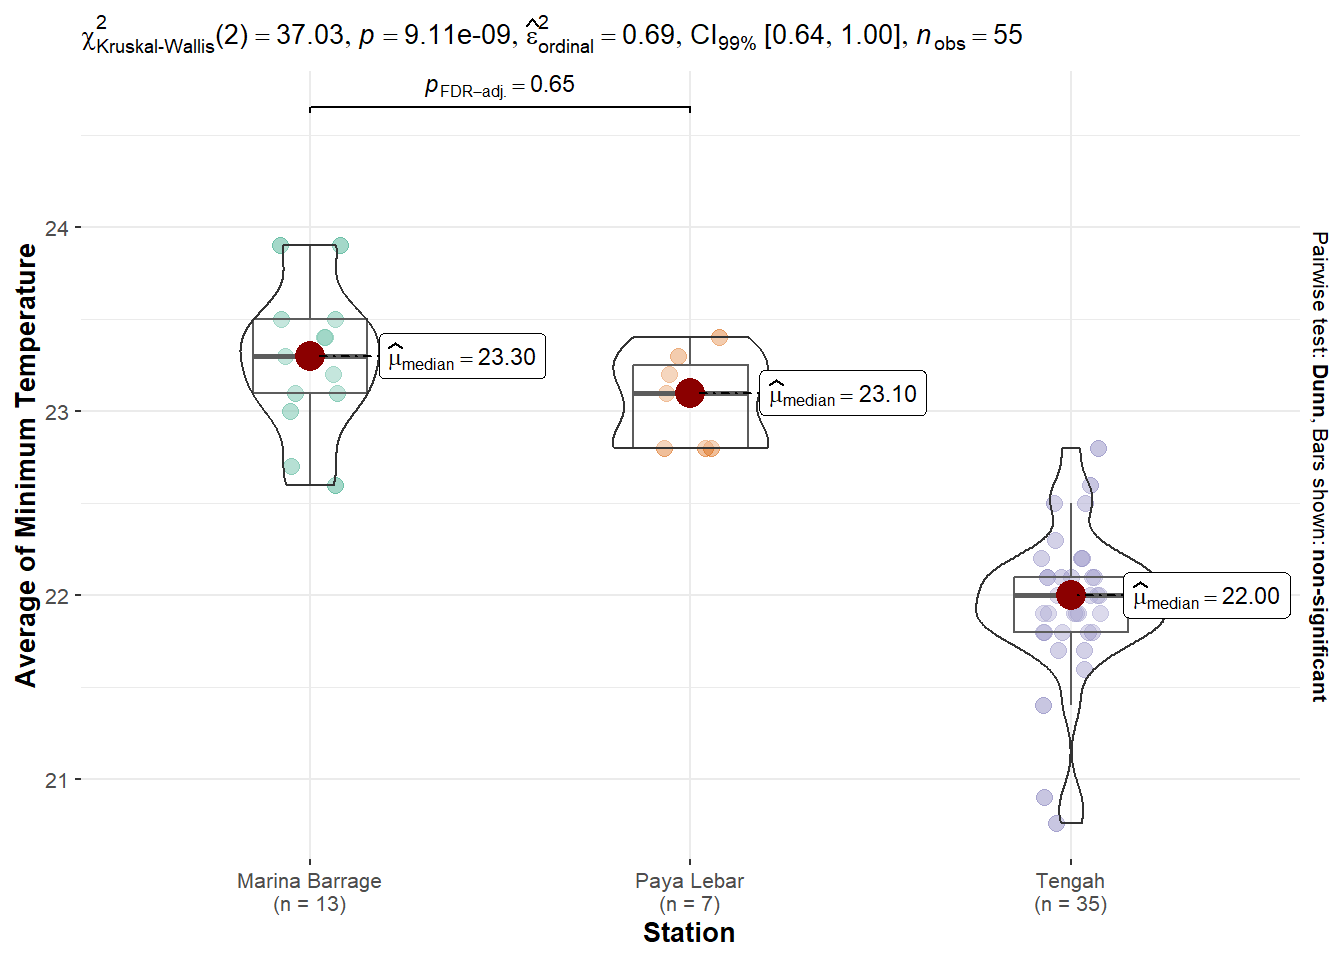 χ²Kruskal-Wallis(2) = 37.03, p = 9.11e-09, ε̂²ordinal = 0.69, CI99% [0.64, 1.00], nobs = 55
pFDR−adj. = 0.65
24
23
22
21
Average of Minimum Temperature
μ̂median = 23.30
μ̂median = 23.10
μ̂median = 22.00
Pairwise test: Dunn, Bars shown: non-significant
Marina Barrage
(n = 13)
Paya Lebar
(n = 7)
Tengah
(n = 35)
Station